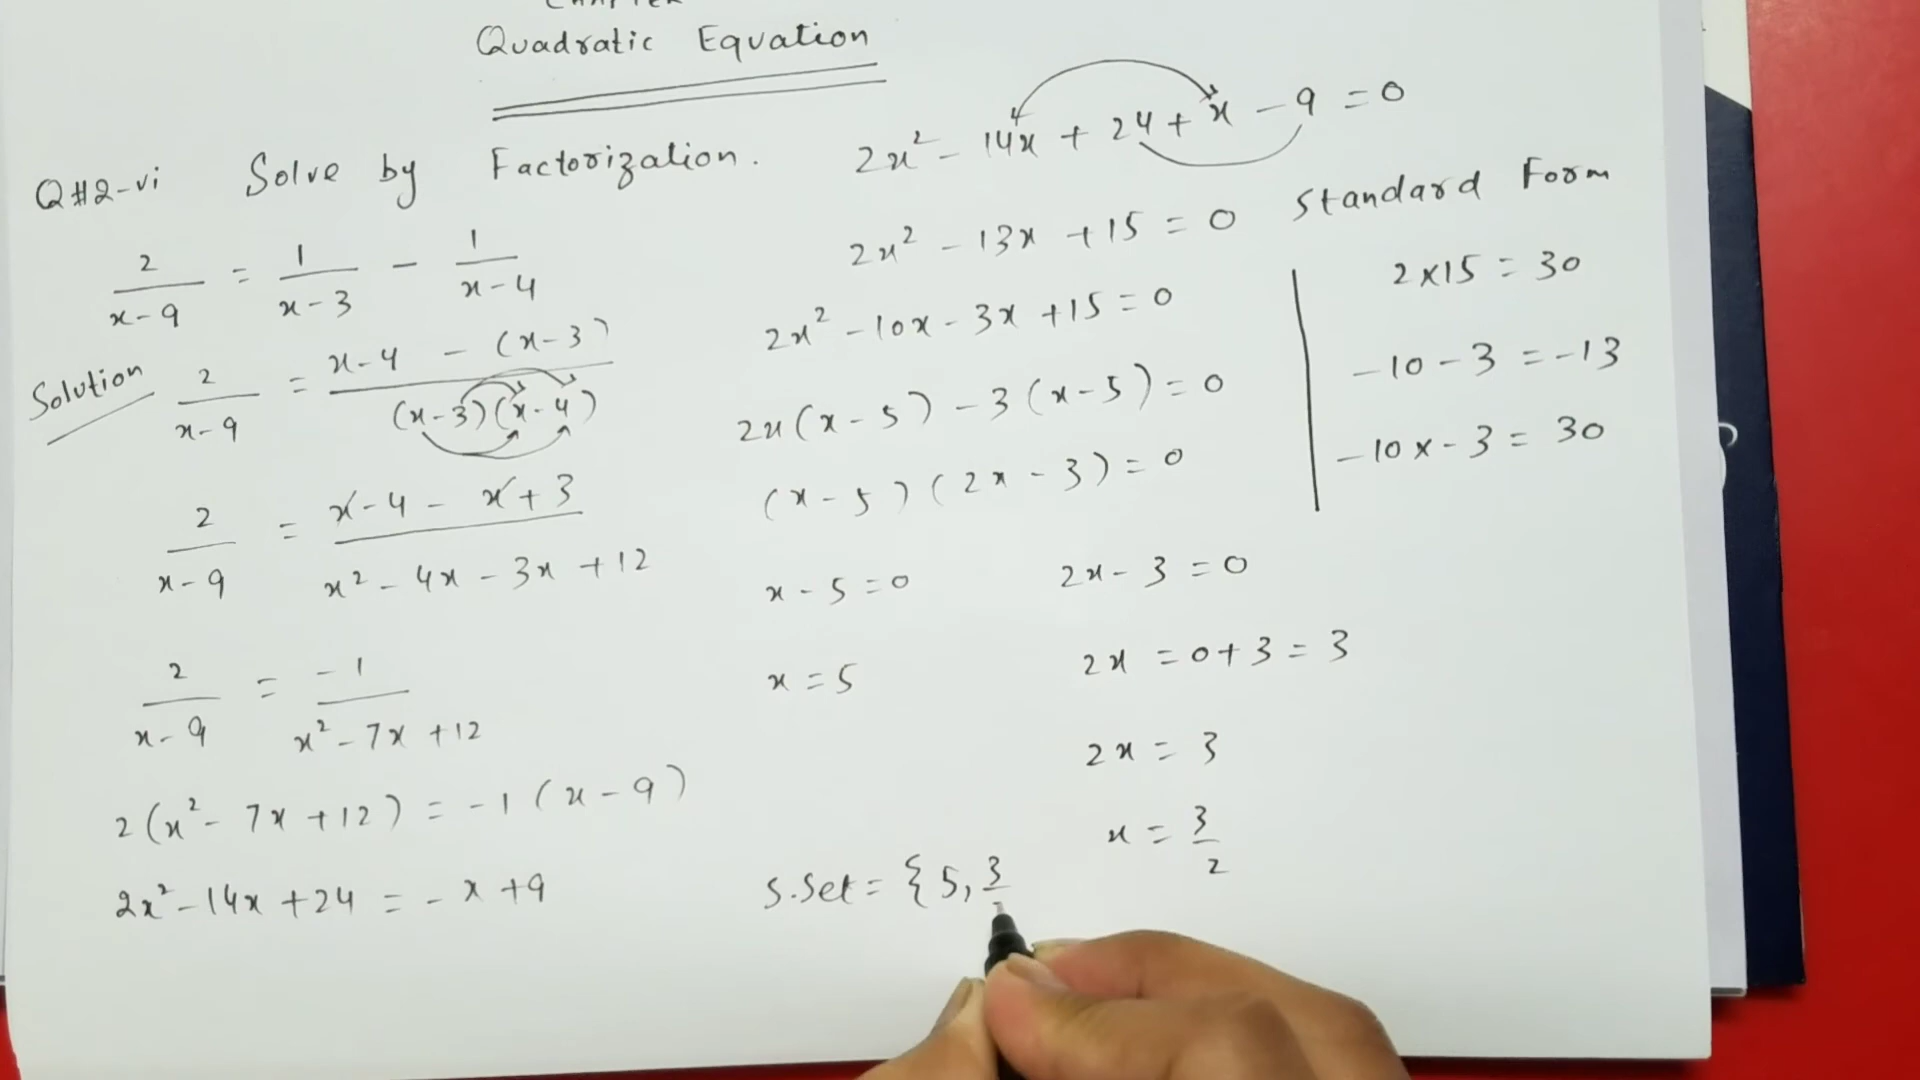 Quadratic Equation
Q#2-vi Solve by Factorization.
2/(x-9) = 1/(x-3) - 1/(x-4)
Solution 2/(x-9) = (x-4 - (x-3))/((x-3)(x-4))
2/(x-9) = (x-4 - x+3)/(x² - 4x - 3x + 12)
2/(x-9) = -1/(x² - 7x + 12)
2(x² - 7x + 12) = -1(x - 9)
2x² - 14x + 24 = - x + 9
2x² - 14x + 24 + x - 9 = 0
2x² - 13x + 15 = 0 Standard Form
2x² - 10x - 3x + 15 = 0
2x(x - 5) - 3(x - 5) = 0
(x - 5)(2x - 3) = 0
2x15 = 30
-10 - 3 = -13
-10x-3 = 30
x - 5 = 0
x = 5
2x - 3 = 0
2x = 0 + 3 = 3
2x = 3
x = 3/2
S.Set = { 5, 3